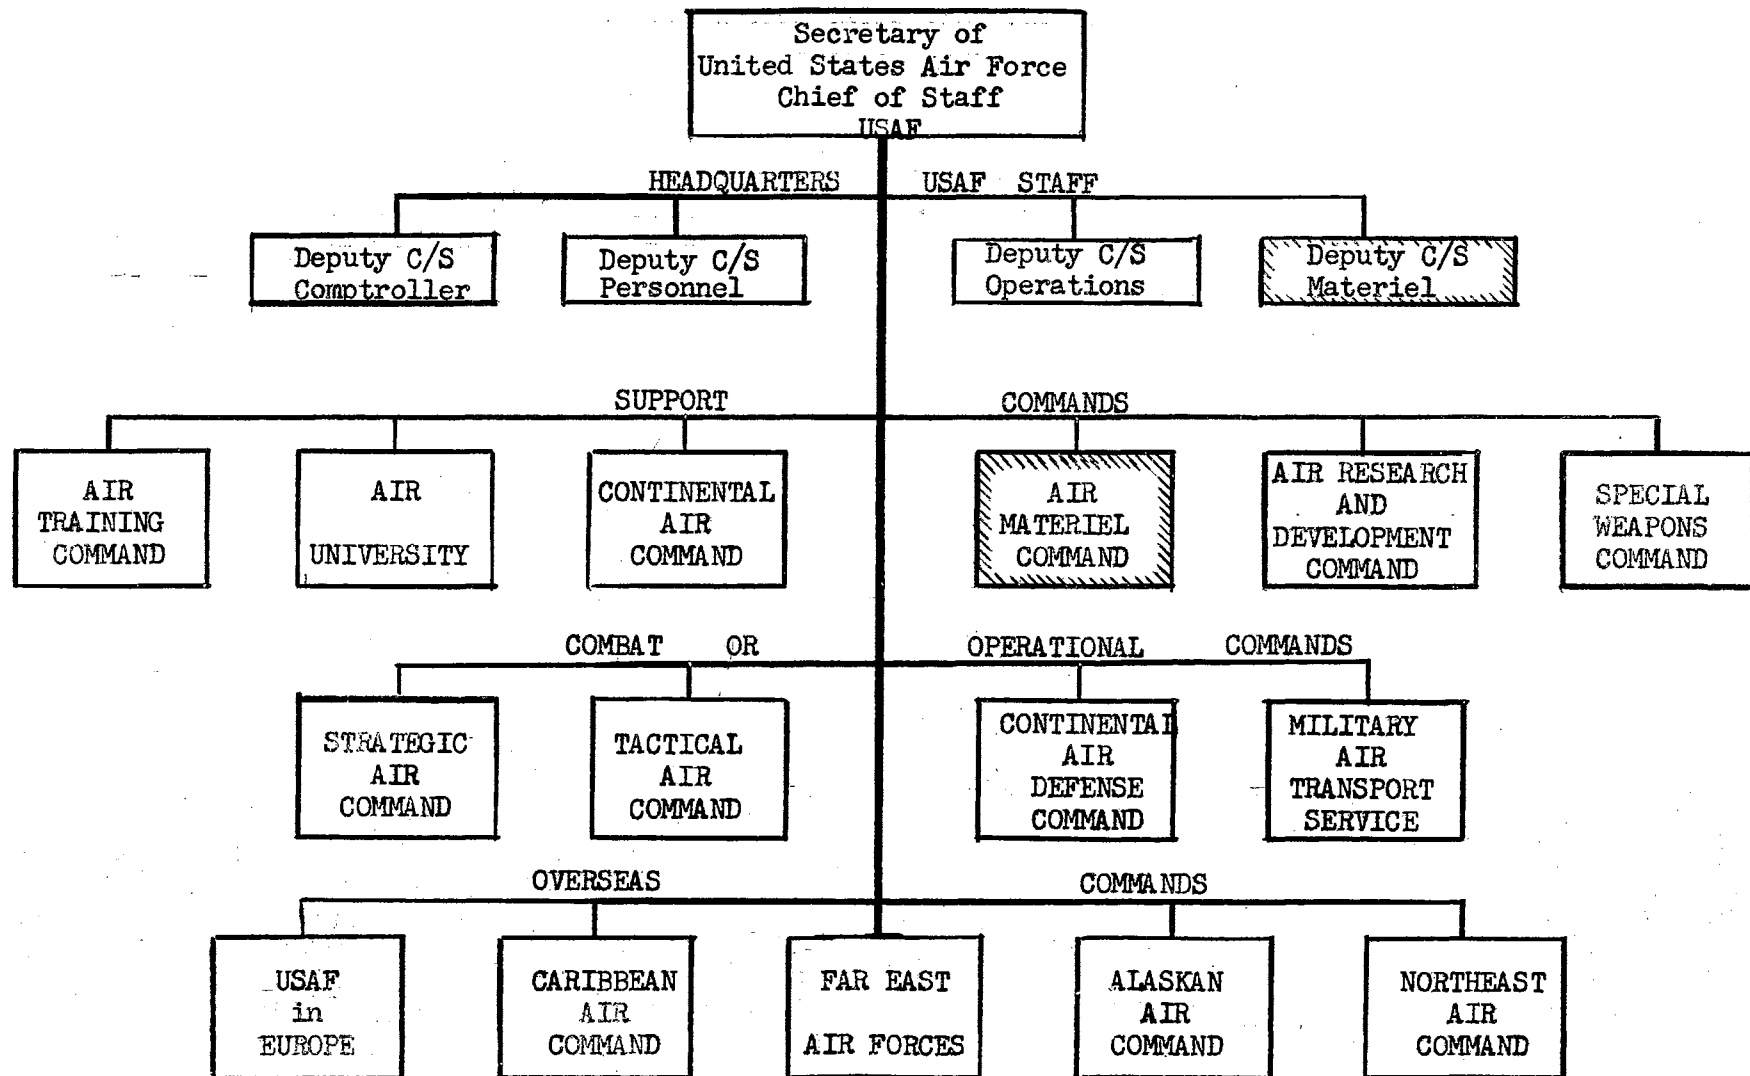 Secretary of
United States Air Force
Chief of Staff
USAF
HEADQUARTERS USAF STAFF
Deputy C/S
Comptroller
Deputy C/S
Personnel
Deputy C/S
Operations
Deputy C/S
Materiel
SUPPORT COMMANDS
AIR
TRAINING
COMMAND
AIR
UNIVERSITY
CONTINENTAL
AIR
COMMAND
AIR
MATERIEL
COMMAND
AIR RESEARCH
AND
DEVELOPMENT
COMMAND
SPECIAL
WEAPONS
COMMAND
COMBAT OR OPERATIONAL COMMANDS
STRATEGIC
AIR
COMMAND
TACTICAL
AIR
COMMAND
CONTINENTAL
AIR
DEFENSE
COMMAND
MILITARY
AIR
TRANSPORT
SERVICE
OVERSEAS COMMANDS
USAF
in
EUROPE
CARIBBEAN
AIR
COMMAND
FAR EAST
AIR FORCES
ALASKAN
AIR
COMMAND
NORTHEAST
AIR
COMMAND